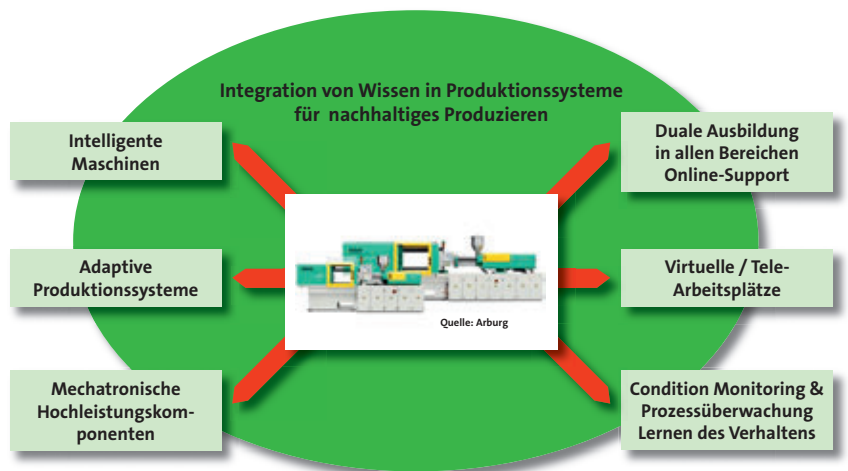 Integration von Wissen in Produktionssysteme
für nachhaltiges Produzieren
Intelligente
Maschinen
Duale Ausbildung
in allen Bereichen
Online-Support
Adaptive
Produktionssysteme
Virtuelle / Tele-
Arbeitsplätze
Quelle: Arburg
Mechatronische
Hochleistungskom-
ponenten
Condition Monitoring &
Prozessüberwachung
Lernen des Verhaltens